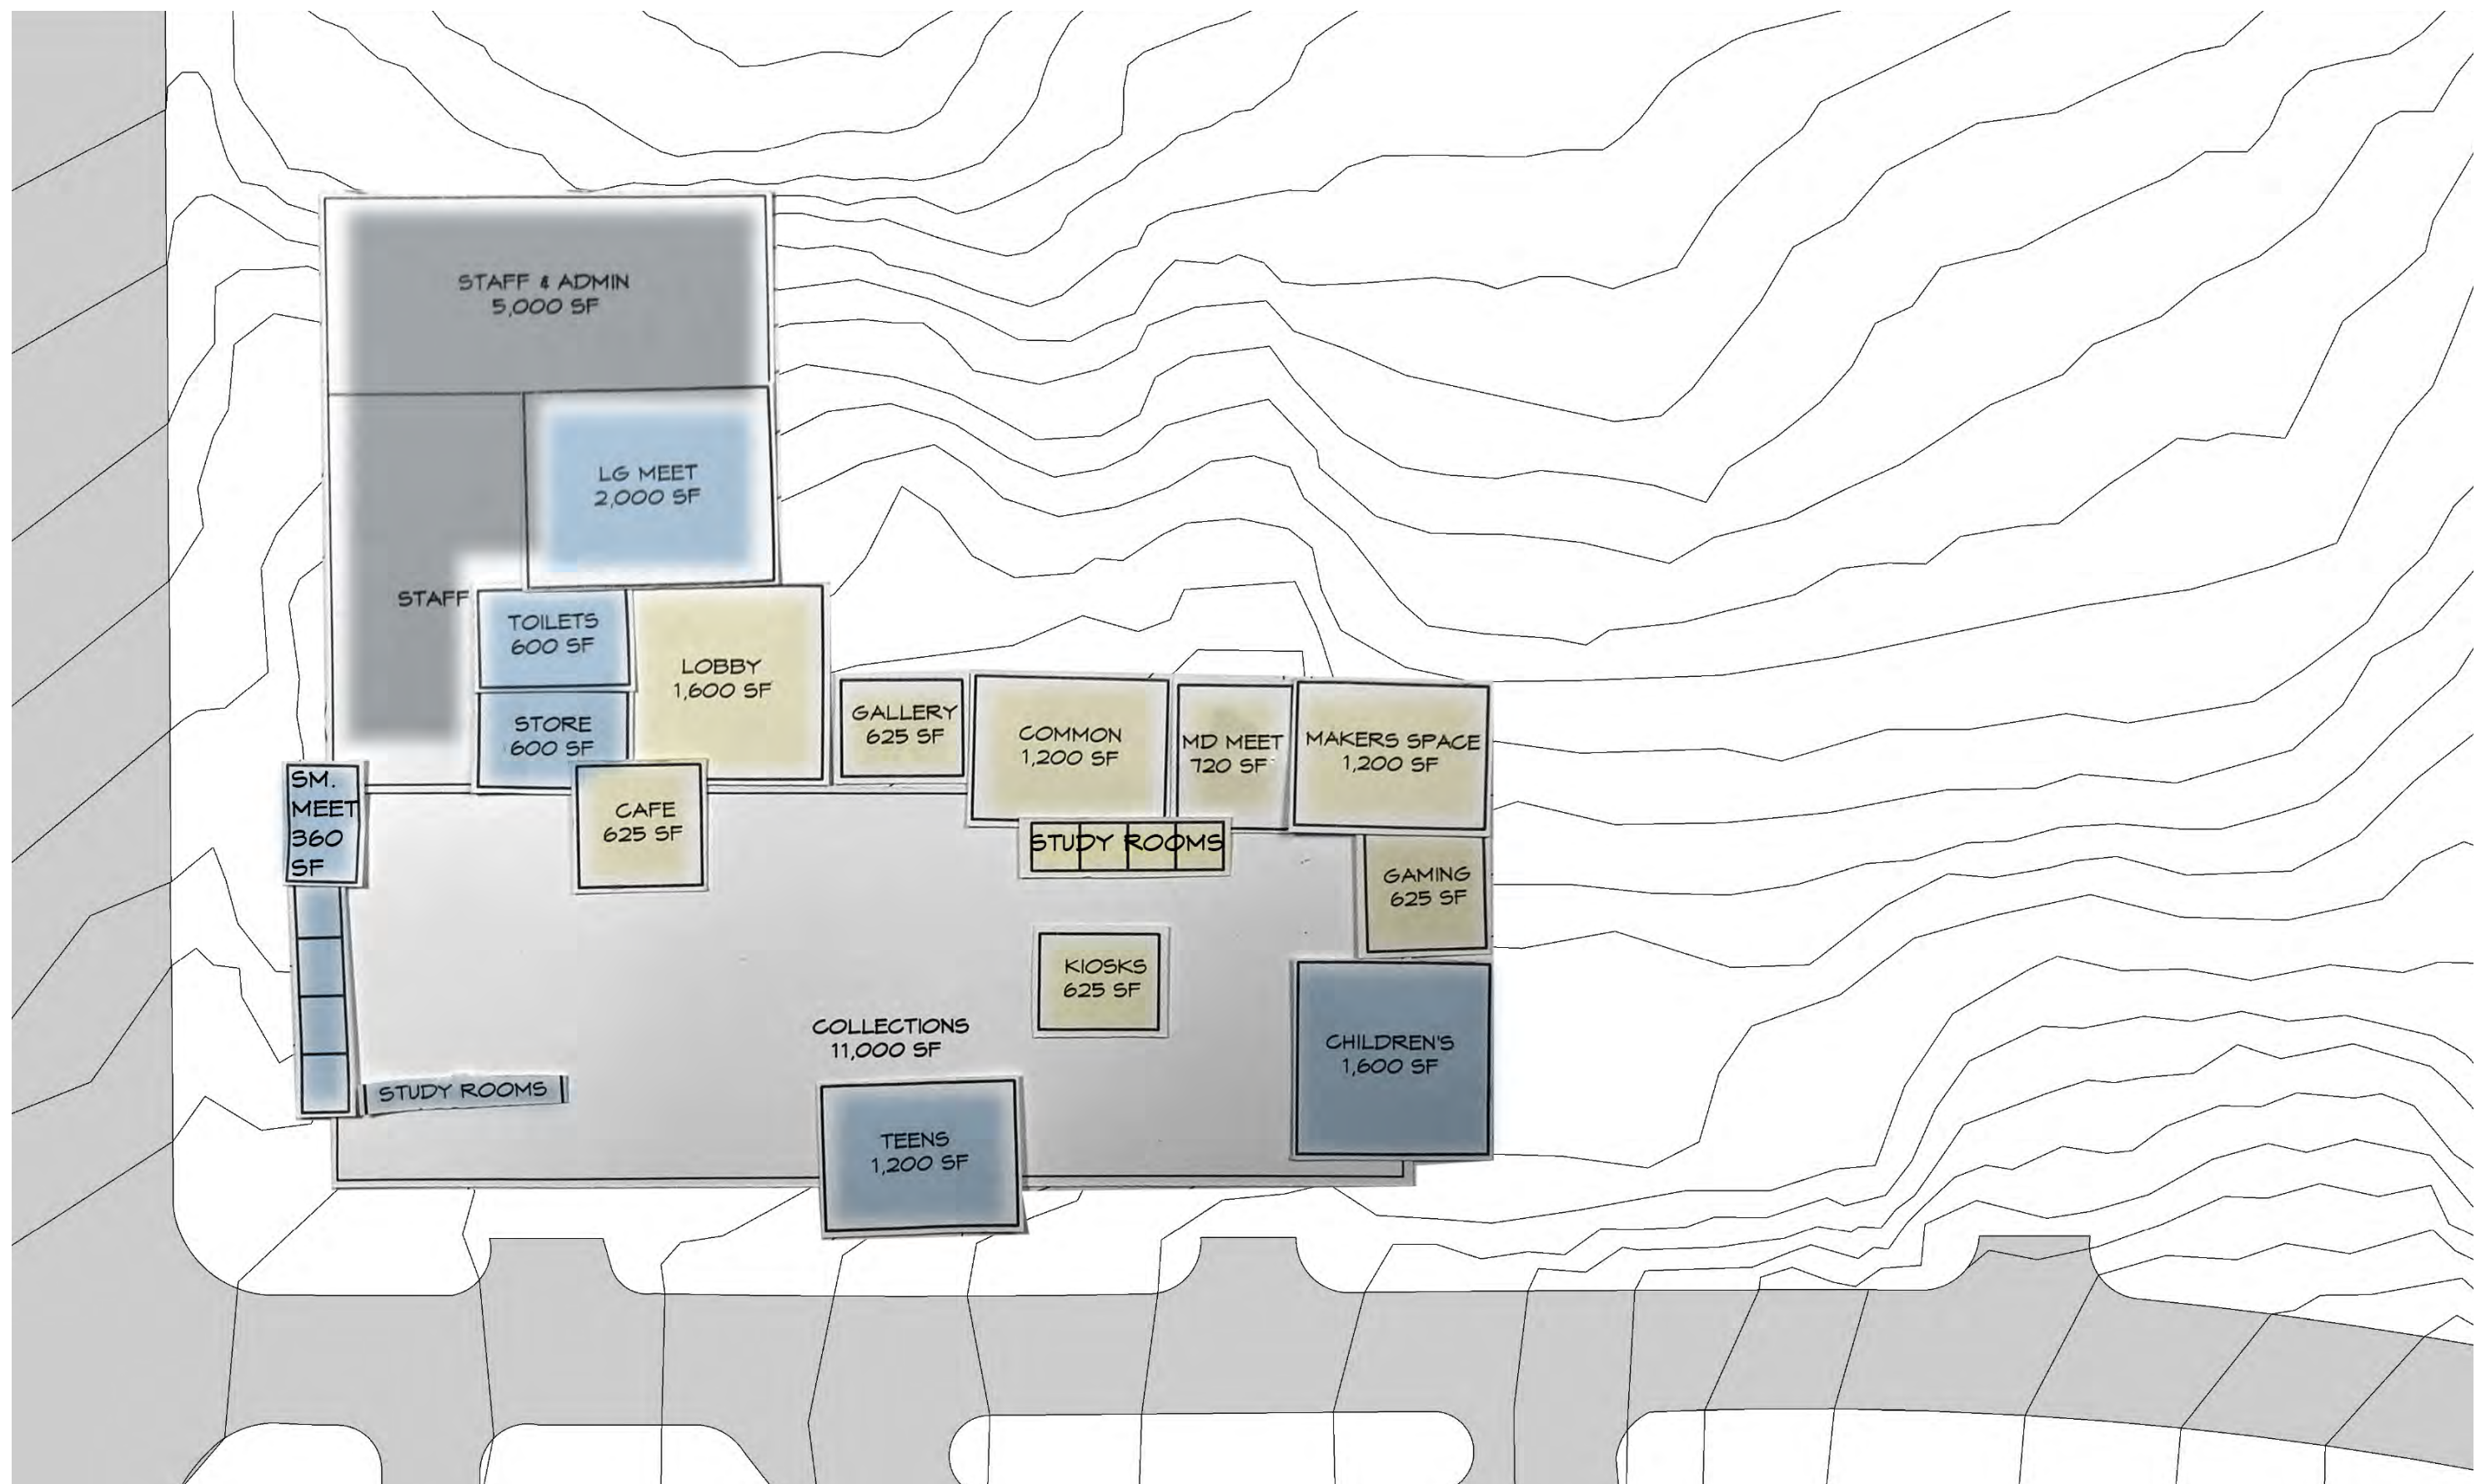 STAFF & ADMIN
5,000 SF
LG MEET
2,000 SF
STAFF
TOILETS
600 SF
LOBBY
1,600 SF
STORE
600 SF
GALLERY
625 SF
COMMON
1,200 SF
MD MEET
720 SF
MAKERS SPACE
1,200 SF
SM.
MEET
360
SF
CAFE
625 SF
STUDY ROOMS
GAMING
625 SF
KIOSKS
625 SF
COLLECTIONS
11,000 SF
CHILDREN'S
1,600 SF
STUDY ROOMS
TEENS
1,200 SF